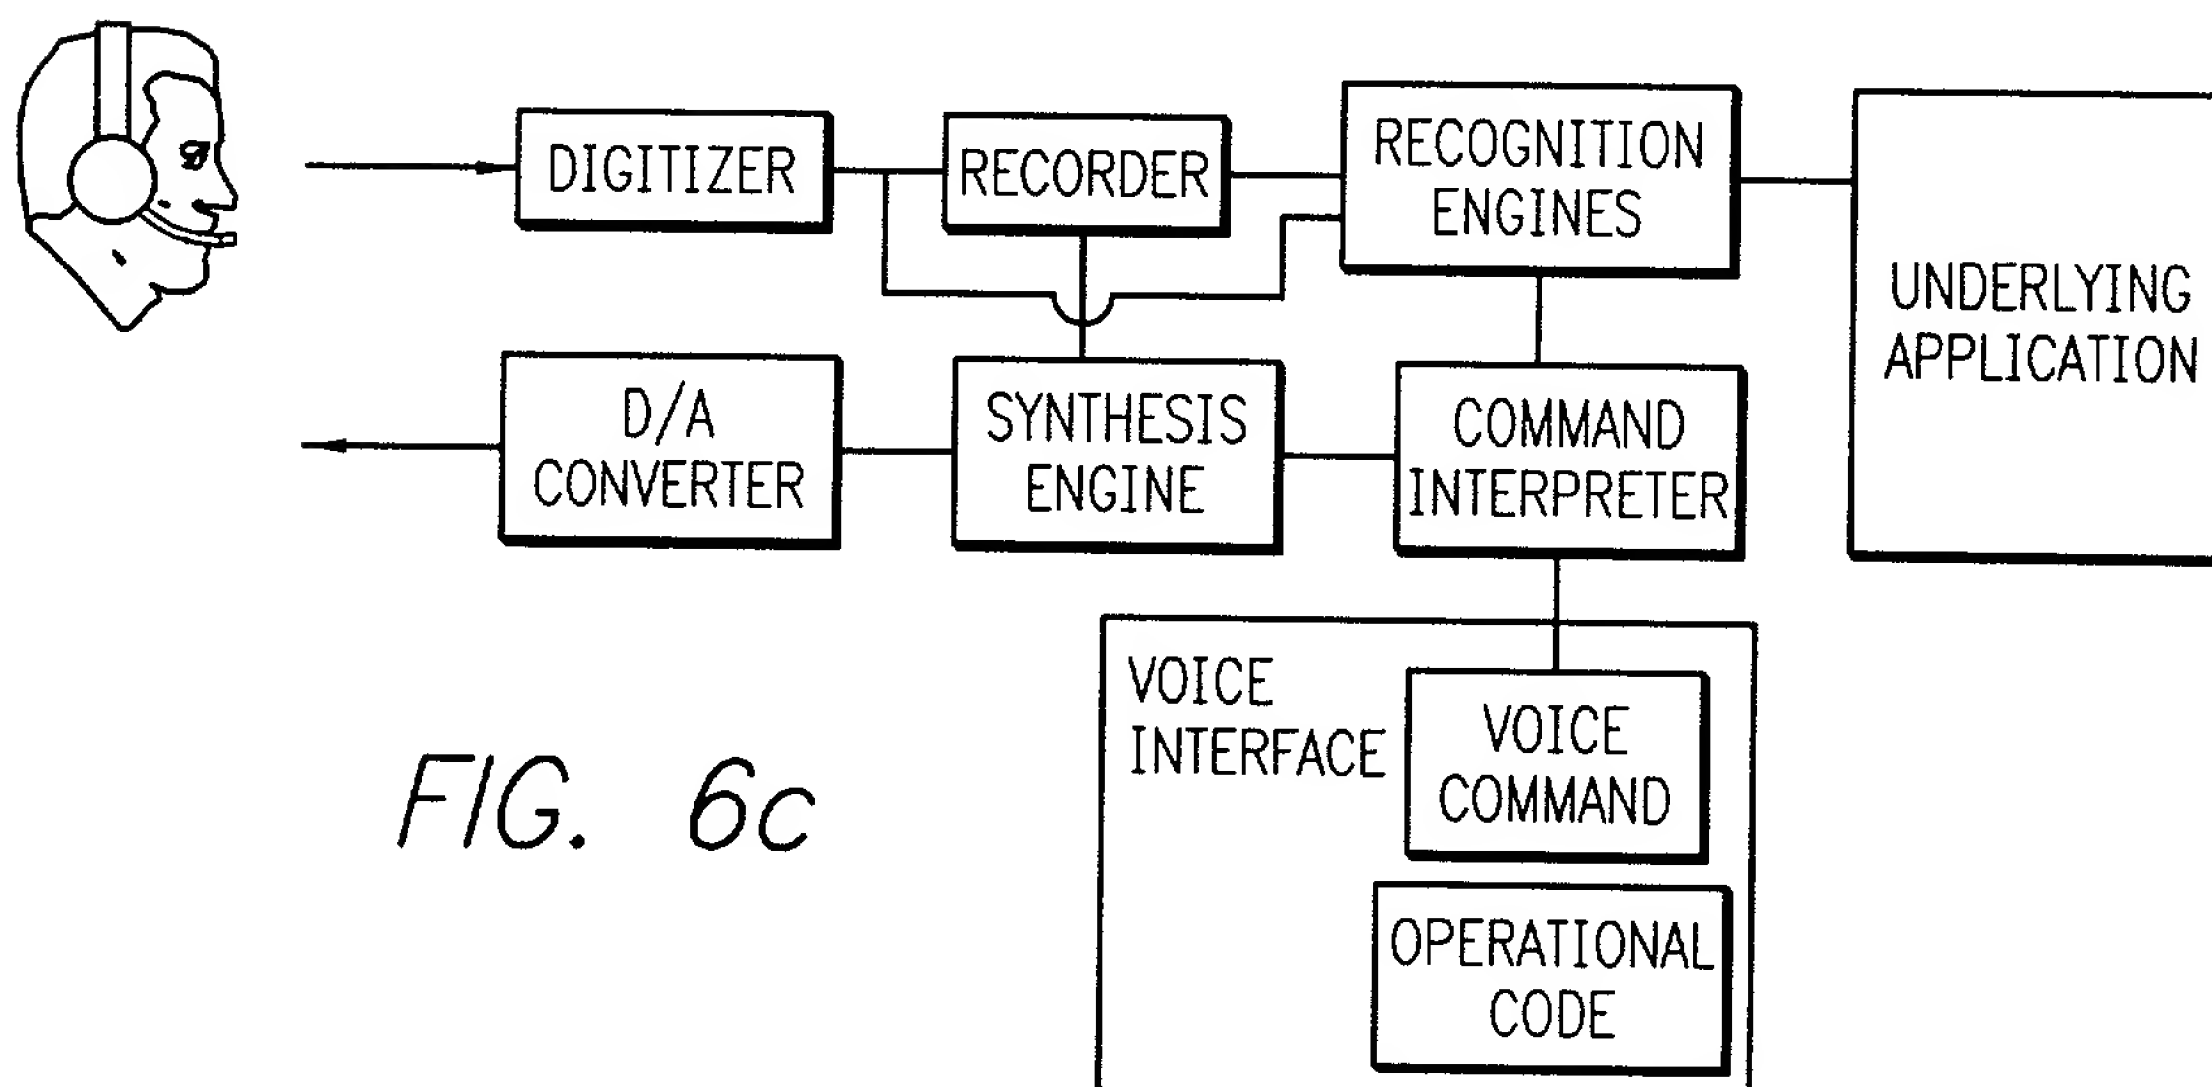 DIGITIZER
RECORDER
RECOGNITION
ENGINES
UNDERLYING
APPLICATION
D/A
CONVERTER
SYNTHESIS
ENGINE
COMMAND
INTERPRETER
VOICE
INTERFACE
VOICE
COMMAND
OPERATIONAL
CODE
FIG. 6c